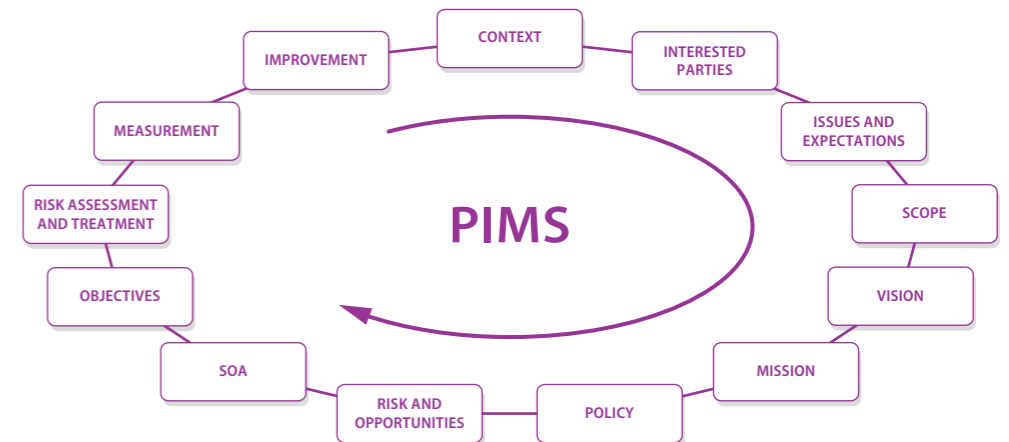 CONTEXT
INTERESTED
PARTIES
ISSUES AND
EXPECTATIONS
SCOPE
VISION
MISSION
POLICY
RISK AND
OPPORTUNITIES
SOA
OBJECTIVES
RISK ASSESSMENT
AND TREATMENT
MEASUREMENT
IMPROVEMENT
PIMS